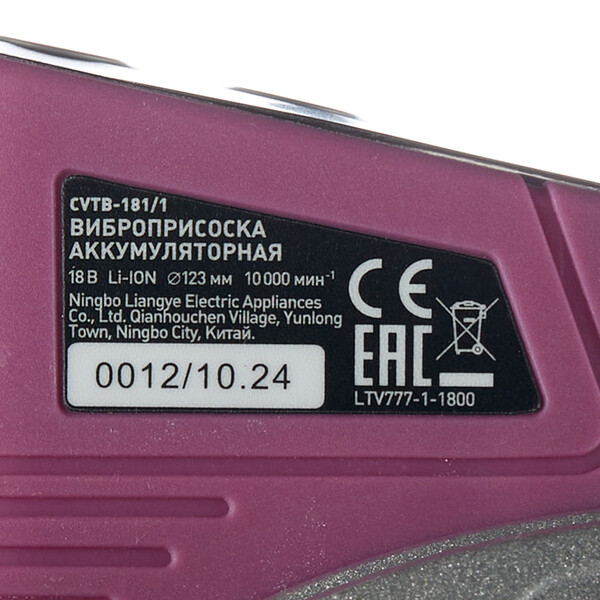 CVTB-181/1
ВИБРОПРИСОСКА
АККУМУЛЯТОРНАЯ
18 В Li-ION ⌀123 мм 10 000 мин⁻¹
Ningbo Liangye Electric Appliances
Co., Ltd. Qianhouchen Village, Yunlong
Town, Ningbo City, Китай.
0012/10.24
CE
EAC
LTV777-1-1800